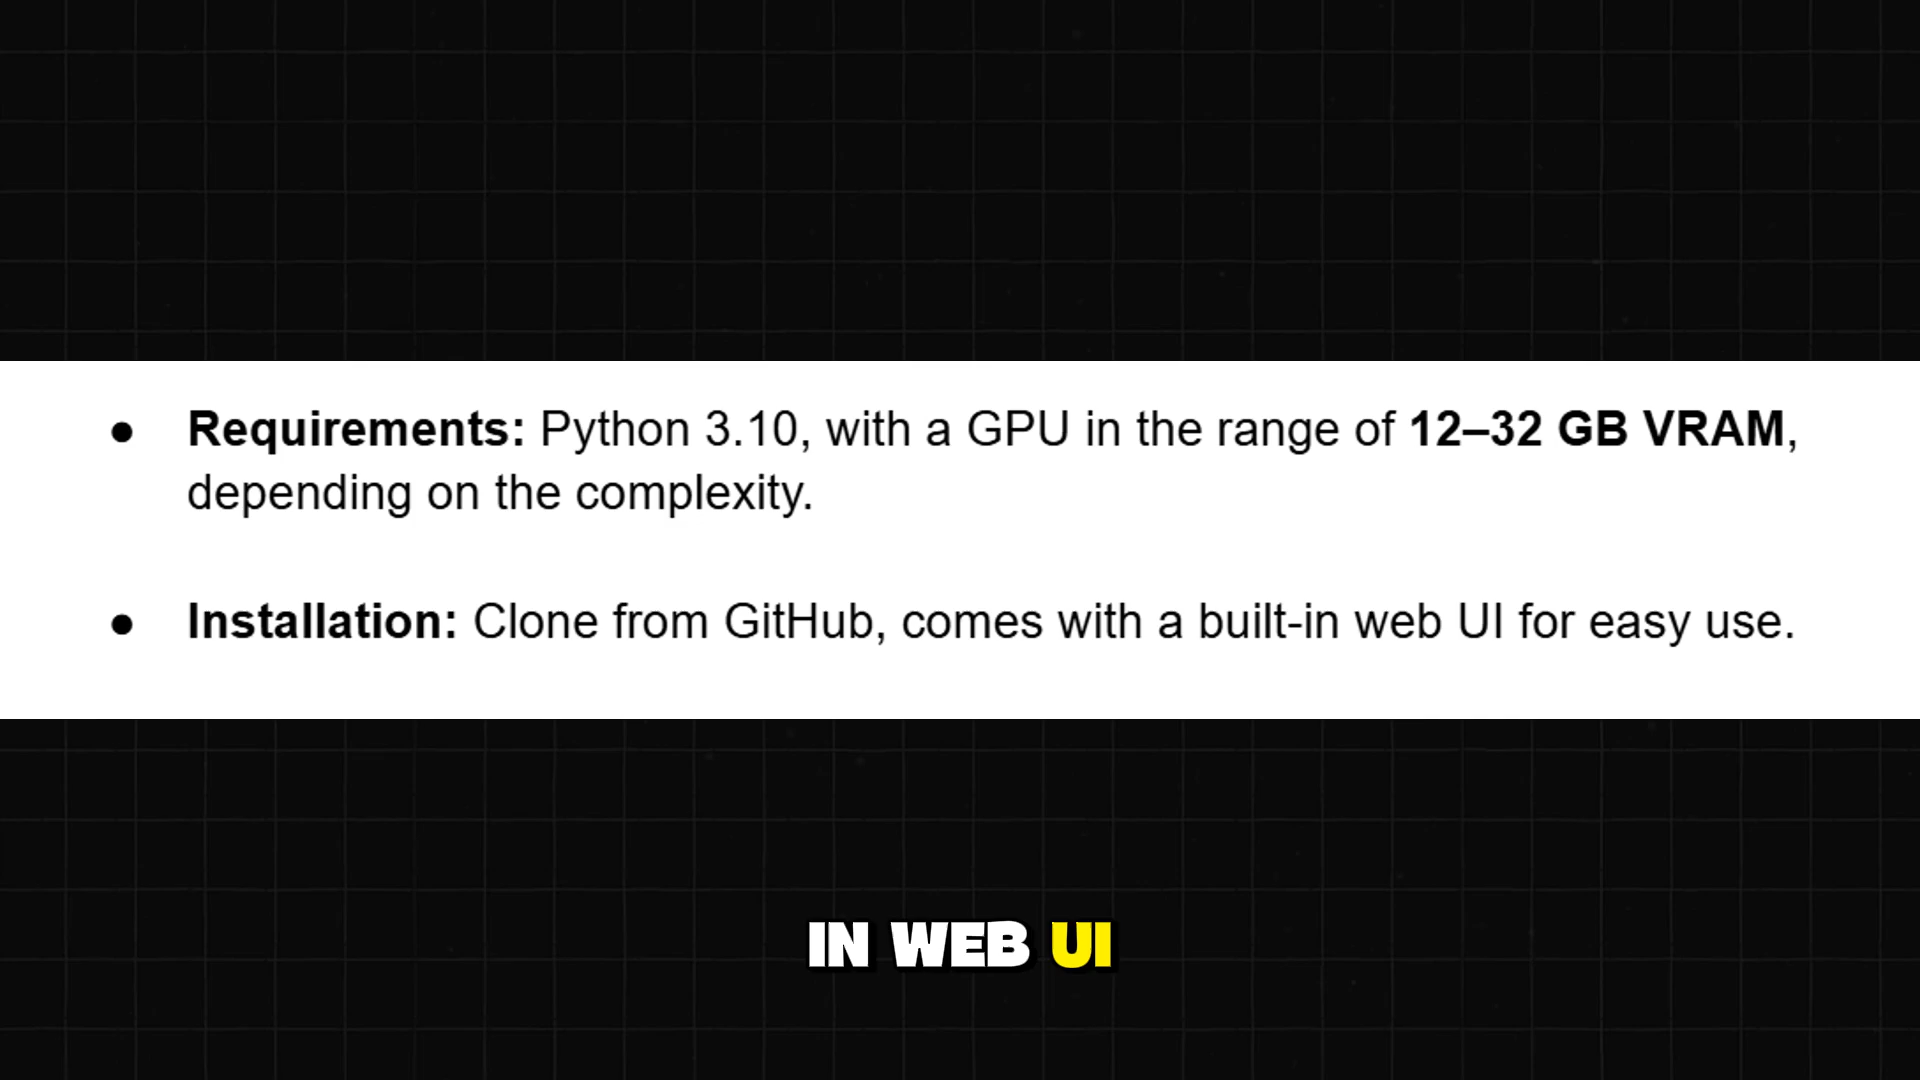 ● Requirements: Python 3.10, with a GPU in the range of 12–32 GB VRAM,
depending on the complexity.
● Installation: Clone from GitHub, comes with a built-in web UI for easy use.
IN WEB UI